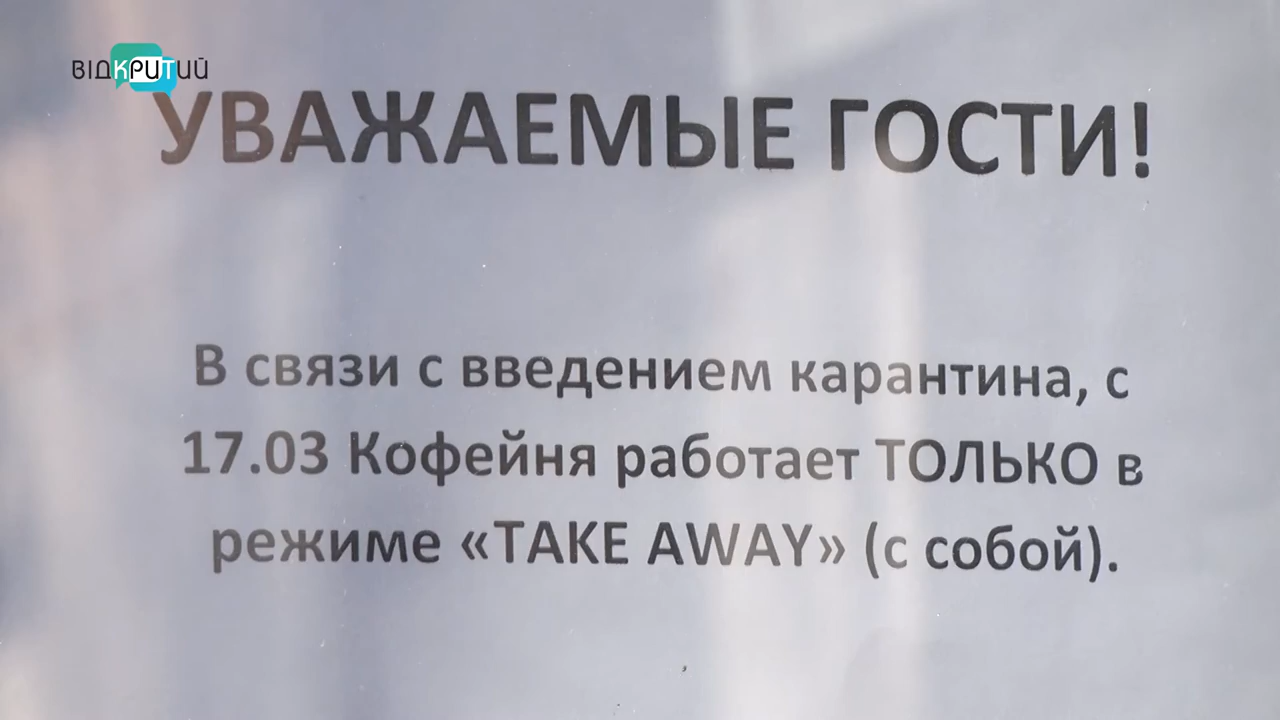 ВІДКРИТИЙ
УВАЖАЕМЫЕ ГОСТИ!
В связи с введением карантина, с
17.03 Кофейня работает ТОЛЬКО в
режиме «TAKE AWAY» (с собой).